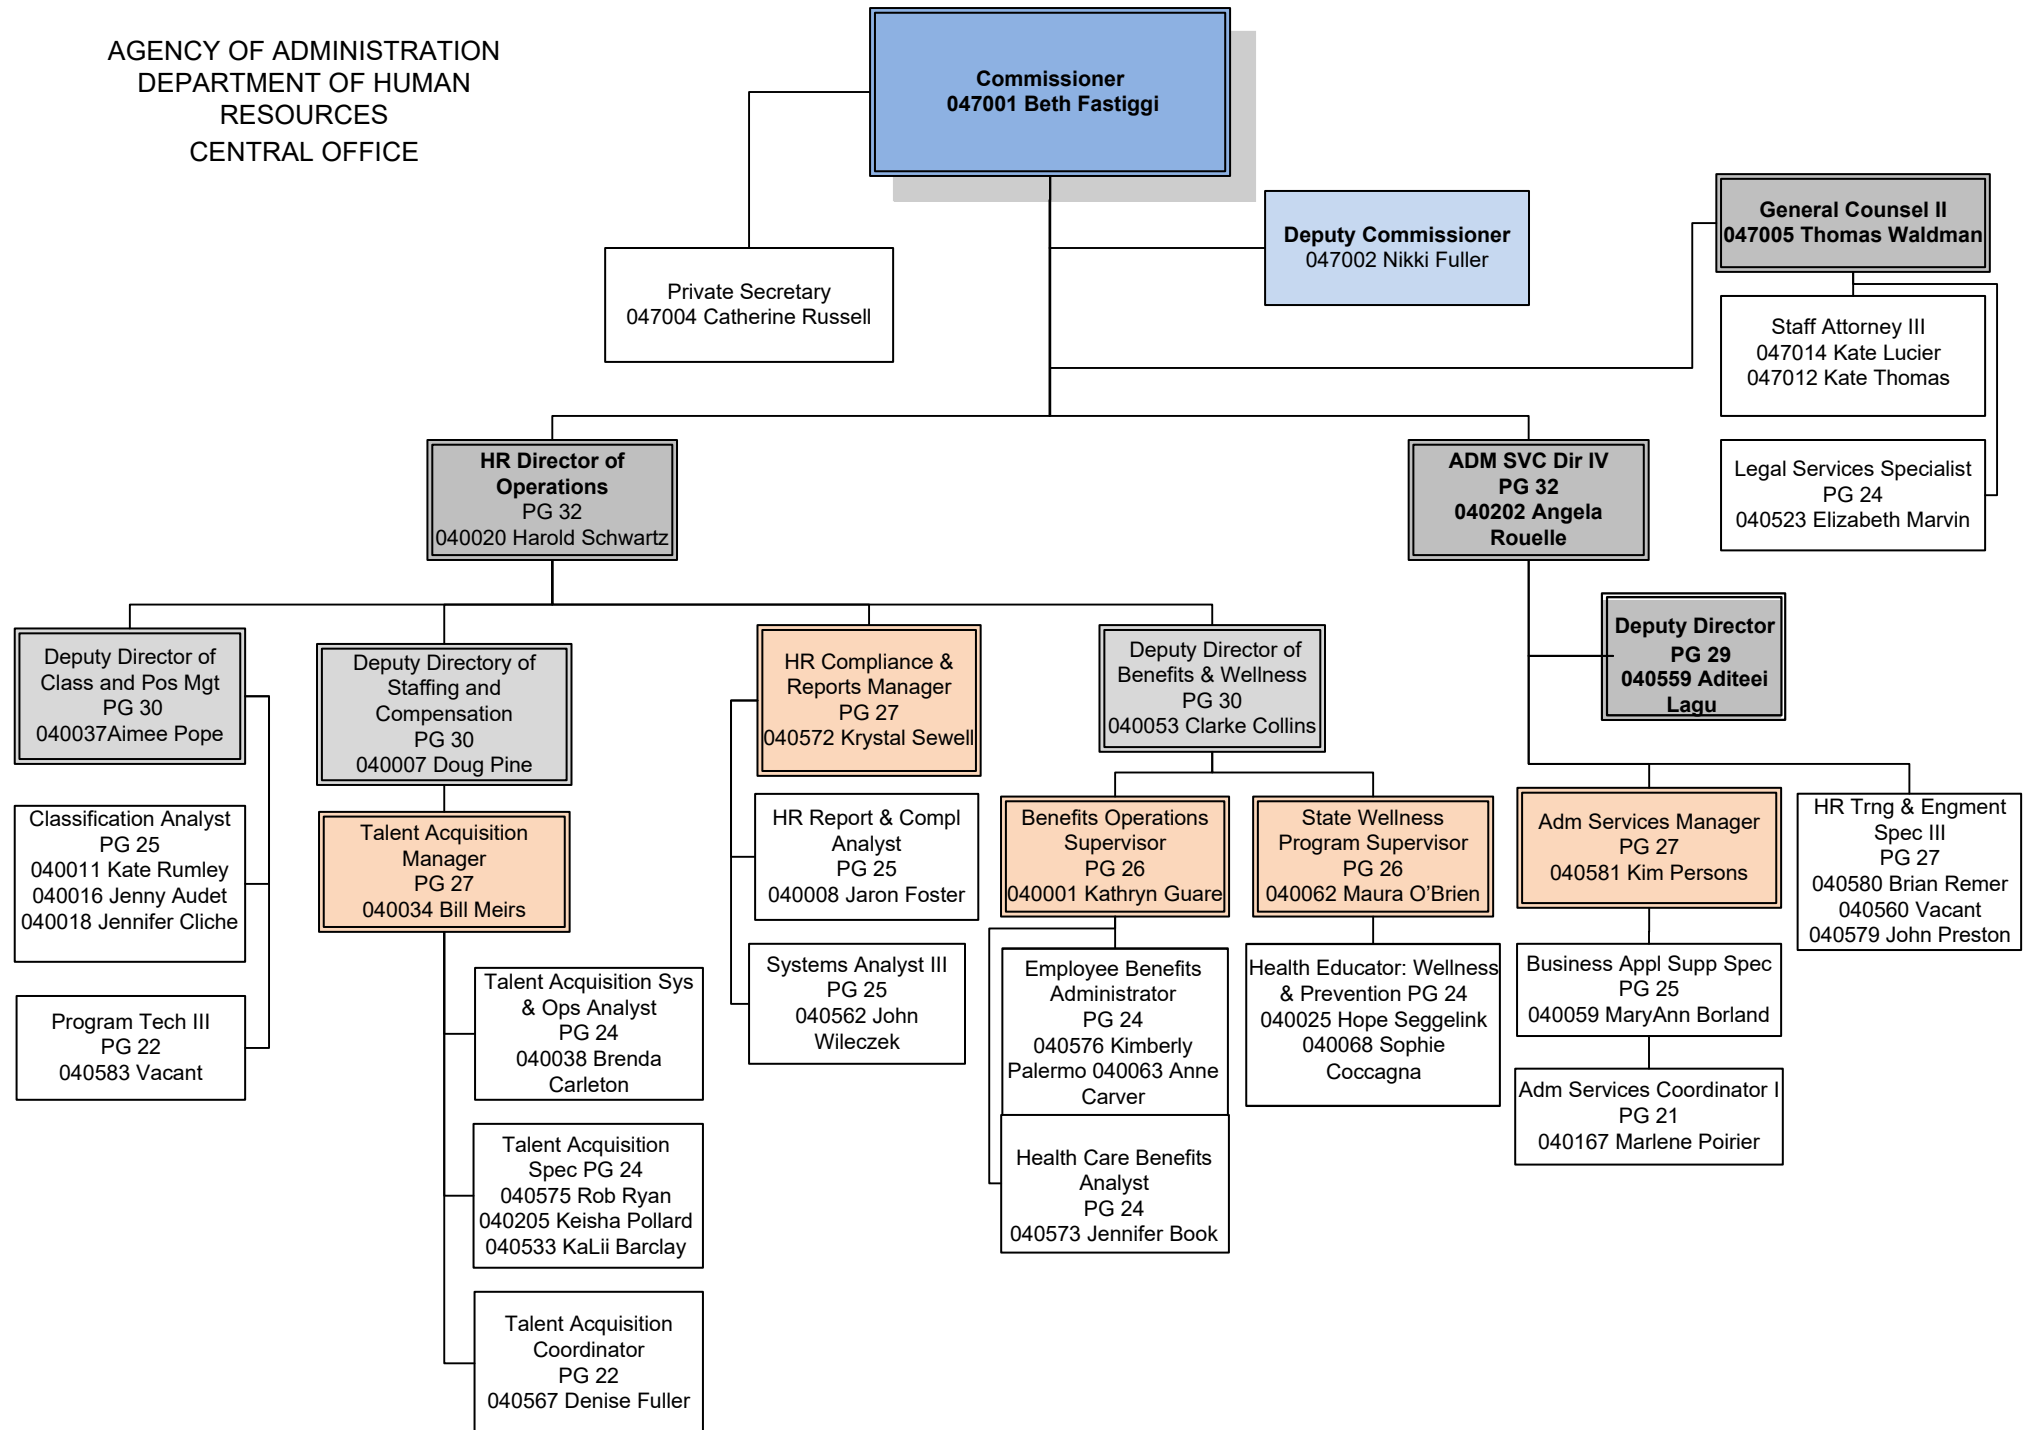 AGENCY OF ADMINISTRATION
DEPARTMENT OF HUMAN
RESOURCES
CENTRAL OFFICE
Commissioner
047001 Beth Fastiggi
Private Secretary
047004 Catherine Russell
Deputy Commissioner
047002 Nikki Fuller
General Counsel II
047005 Thomas Waldman
Staff Attorney III
047014 Kate Lucier
047012 Kate Thomas
Legal Services Specialist
PG 24
040523 Elizabeth Marvin
HR Director of
Operations
PG 32
040020 Harold Schwartz
ADM SVC Dir IV
PG 32
040202 Angela
Rouelle
Deputy Director
PG 29
040559 Aditeei
Lagu
Deputy Director of
Class and Pos Mgt
PG 30
040037Aimee Pope
Classification Analyst
PG 25
040011 Kate Rumley
040016 Jenny Audet
040018 Jennifer Cliche
Program Tech III
PG 22
040583 Vacant
Deputy Directory of
Staffing and
Compensation
PG 30
040007 Doug Pine
Talent Acquisition
Manager
PG 27
040034 Bill Meirs
Talent Acquisition Sys
& Ops Analyst
PG 24
040038 Brenda
Carleton
Talent Acquisition
Spec PG 24
040575 Rob Ryan
040205 Keisha Pollard
040533 KaLii Barclay
Talent Acquisition
Coordinator
PG 22
040567 Denise Fuller
HR Compliance &
Reports Manager
PG 27
040572 Krystal Sewell
HR Report & Compl
Analyst
PG 25
040008 Jaron Foster
Systems Analyst III
PG 25
040562 John
Wileczek
Deputy Director of
Benefits & Wellness
PG 30
040053 Clarke Collins
Benefits Operations
Supervisor
PG 26
040001 Kathryn Guare
Employee Benefits
Administrator
PG 24
040576 Kimberly
Palermo 040063 Anne
Carver
Health Care Benefits
Analyst
PG 24
040573 Jennifer Book
State Wellness
Program Supervisor
PG 26
040062 Maura O’Brien
Health Educator: Wellness
& Prevention PG 24
040025 Hope Seggelink
040068 Sophie
Coccagna
Adm Services Manager
PG 27
040581 Kim Persons
Business Appl Supp Spec
PG 25
040059 MaryAnn Borland
Adm Services Coordinator I
PG 21
040167 Marlene Poirier
HR Trng & Engment
Spec III
PG 27
040580 Brian Remer
040560 Vacant
040579 John Preston